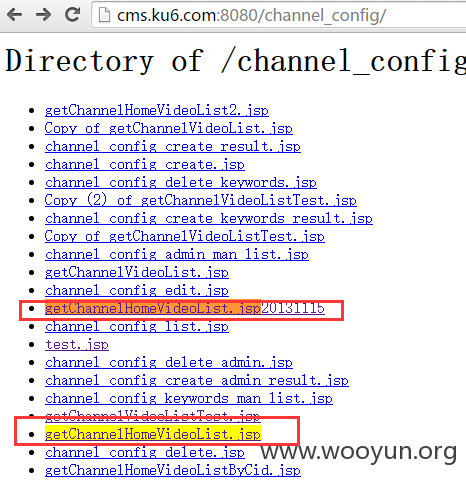 cms.ku6.com:8080/channel_config/
Directory of /channel_config
getChannelHomeVideoList2.jsp
Copy of getChannelVideoList.jsp
channel_config_create_result.jsp
channel_config_create.jsp
channel_config_delete_keywords.jsp
Copy (2) of getChannelVideoListTest.jsp
channel_config_create_keywords_result.jsp
Copy of getChannelVideoListTest.jsp
channel_config_admin_man_list.jsp
getChannelVideoList.jsp
channel_config_edit.jsp
getChannelHomeVideoList.jsp20131115
channel_config_list.jsp
test.jsp
channel_config_delete_admin.jsp
channel_config_create_admin_result.jsp
channel_config_keywords_man_list.jsp
getChannelVideoListTest.jsp
getChannelHomeVideoList.jsp
channel_config_delete.jsp
getChannelHomeVideoListByCid.jsp
www.wooyun.org